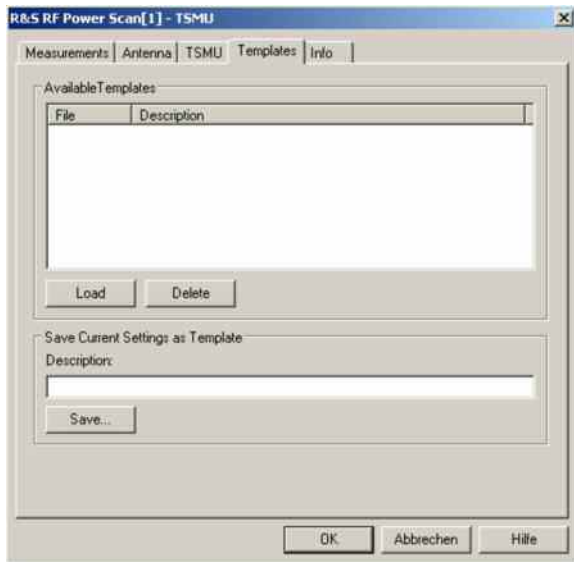 R&S RF Power Scan[1] - TSMU
Measurements Antenna TSMU Templates Info
AvailableTemplates
File Description
Load Delete
Save Current Settings as Template
Description:
Save...
OK Abbrechen Hilfe